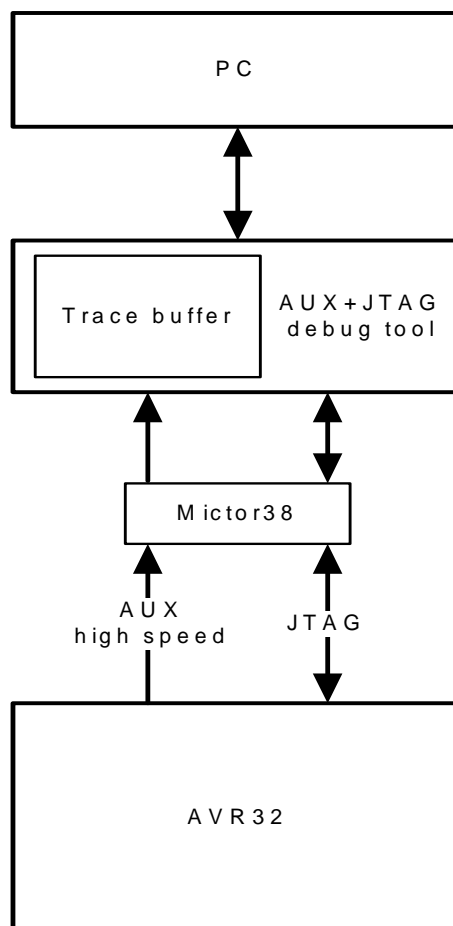 PC
Trace buffer
AUX+JTAG
debug tool
Mictor38
AUX
high speed
JTAG
AVR32